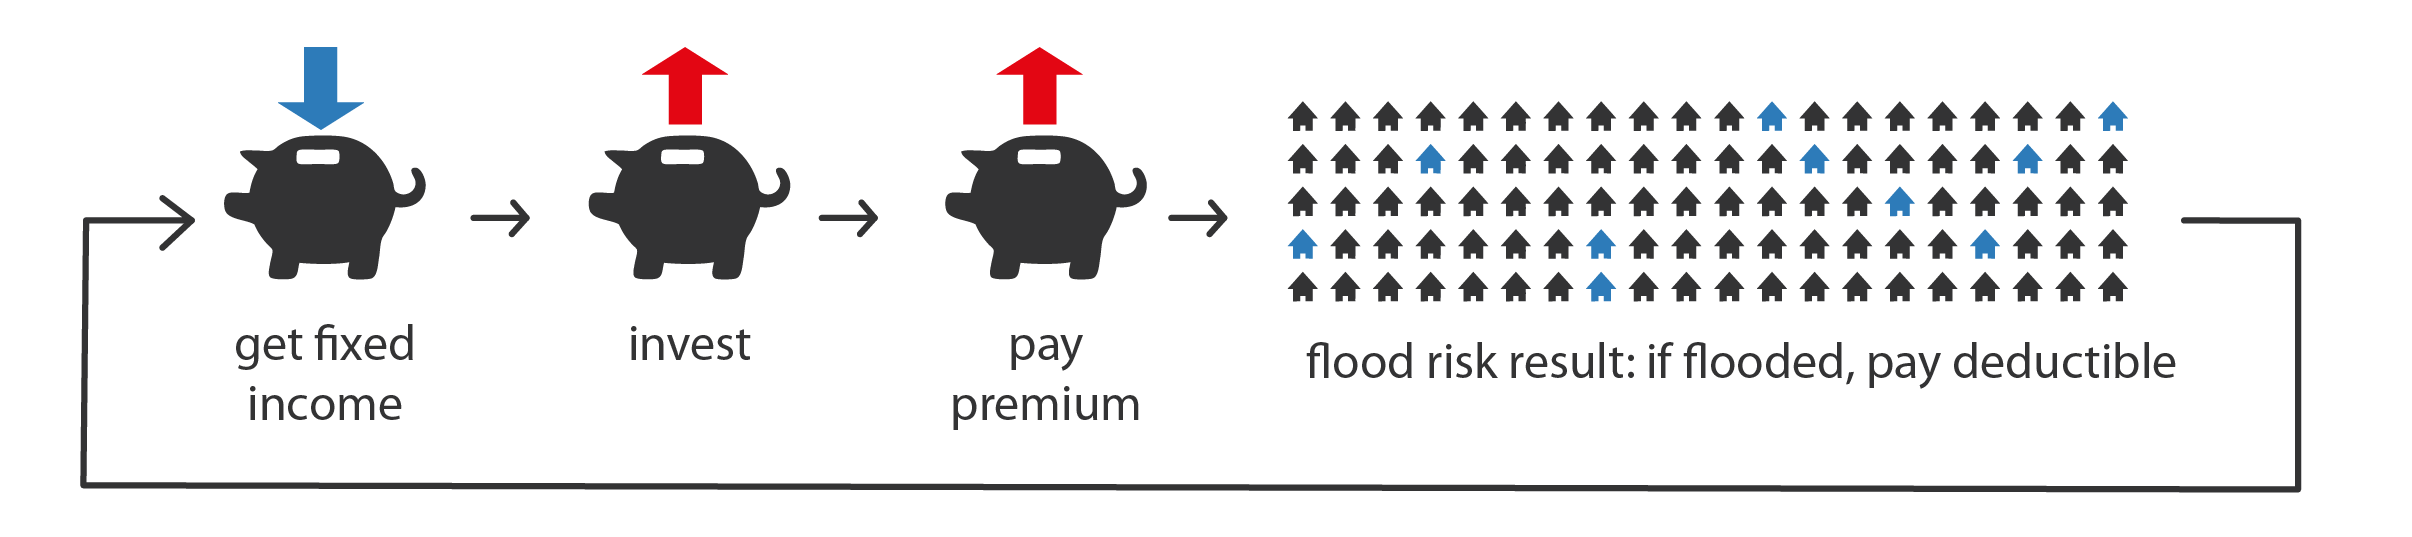 get fixed
income
invest
pay
premium
flood risk result: if flooded, pay deductible